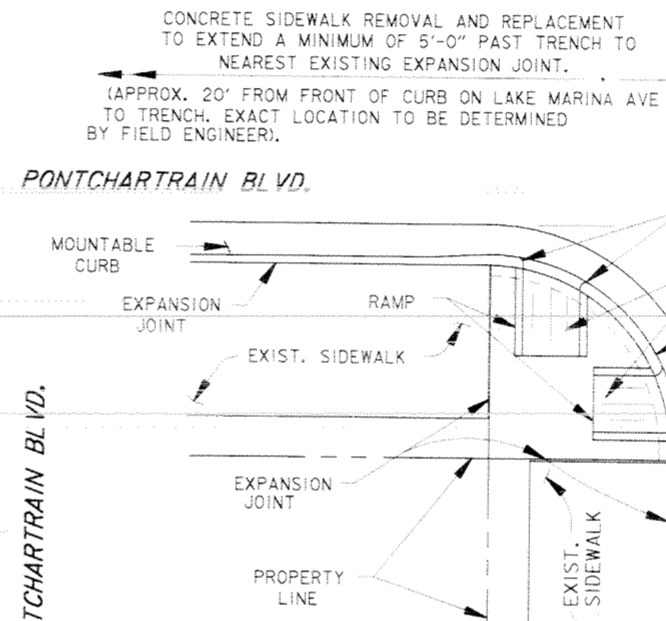 CONCRETE SIDEWALK REMOVAL AND REPLACEMENT
TO EXTEND A MINIMUM OF 5'-0" PAST TRENCH TO
NEAREST EXISTING EXPANSION JOINT.
(APPROX. 20' FROM FRONT OF CURB ON LAKE MARINA AVE
TO TRENCH. EXACT LOCATION TO BE DETERMINED
BY FIELD ENGINEER).
PONTCHARTRAIN BLVD.
MOUNTABLE
CURB
EXPANSION
JOINT
RAMP
EXIST. SIDEWALK
TCHARTRAIN BLVD.
EXPANSION
JOINT
EXIST.
SIDEWALK
PROPERTY
LINE